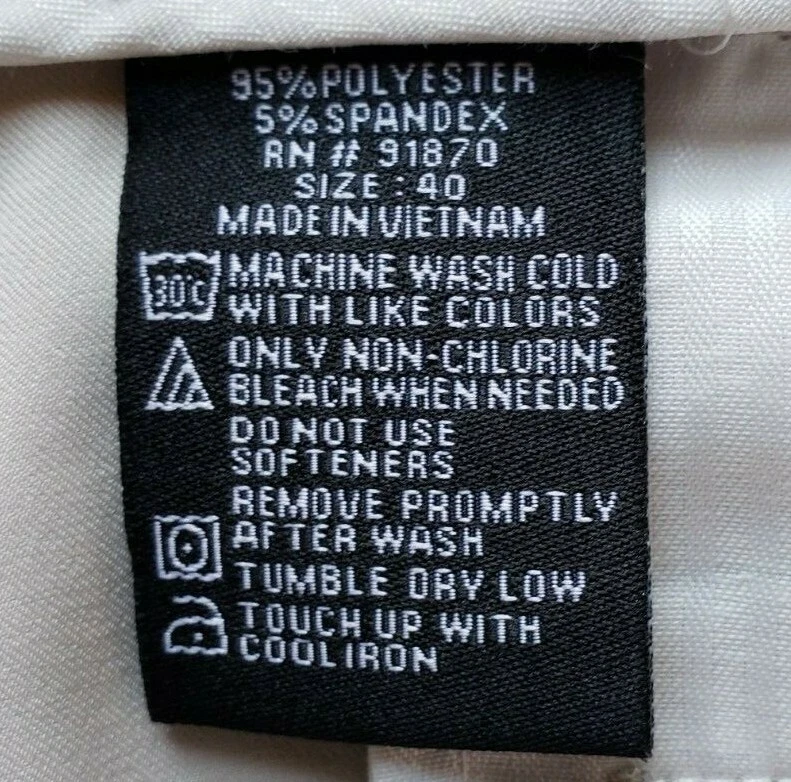 95% POLYESTER
5% SPANDEX
RN # 91870
SIZE : 40
MADE IN VIETNAM
30°C MACHINE WASH COLD
WITH LIKE COLORS
ONLY NON-CHLORINE
BLEACH WHEN NEEDED
DO NOT USE
SOFTENERS
REMOVE PROMPTLY
AFTER WASH
TUMBLE DRY LOW
TOUCH UP WITH
COOL IRON